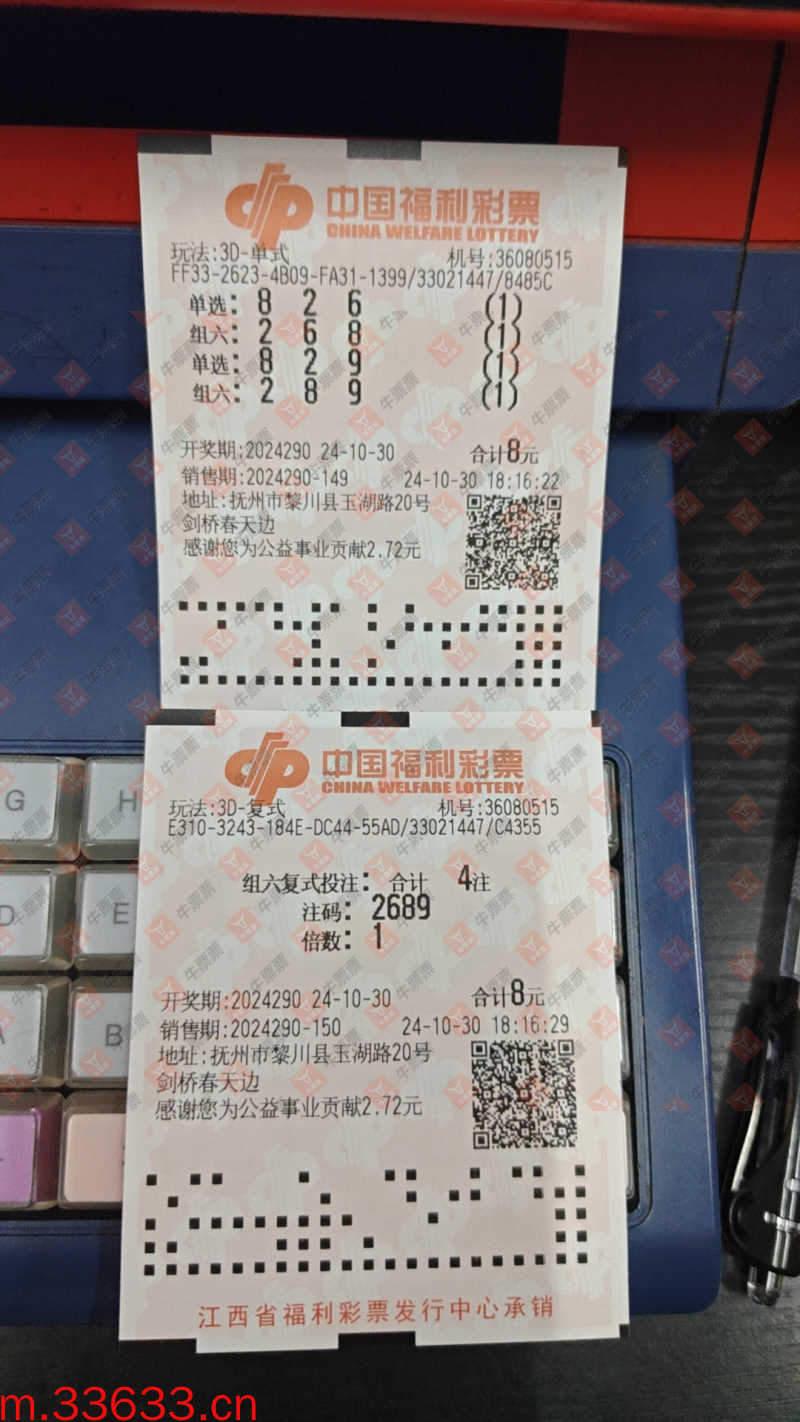 中国福利彩票
CHINA WELFARE LOTTERY
玩法:3D-单式 机号:36080515
FF33-2623-4B09-FA31-1399/33021447/8485C
单选: 8 2 6 (1)
组六: 2 6 8 (1)
单选: 8 2 9 (1)
组六: 2 8 9 (1)
开奖期:2024290 24-10-30 合计8元
销售期:2024290-149 24-10-30 18:16:22
地址:抚州市黎川县玉湖路20号
剑桥春天边
感谢您为公益事业贡献2.72元
中国福利彩票
CHINA WELFARE LOTTERY
玩法:3D-复式 机号:36080515
E310-3243-184E-DC44-55AD/33021447/C4355
组六复式投注: 合计 4注
注码: 2689
倍数: 1
开奖期:2024290 24-10-30 合计8元
销售期:2024290-150 24-10-30 18:16:29
地址:抚州市黎川县玉湖路20号
剑桥春天边
感谢您为公益事业贡献2.72元
江西省福利彩票发行中心承销
G H
D E
B
牛票票
m.33633.cn